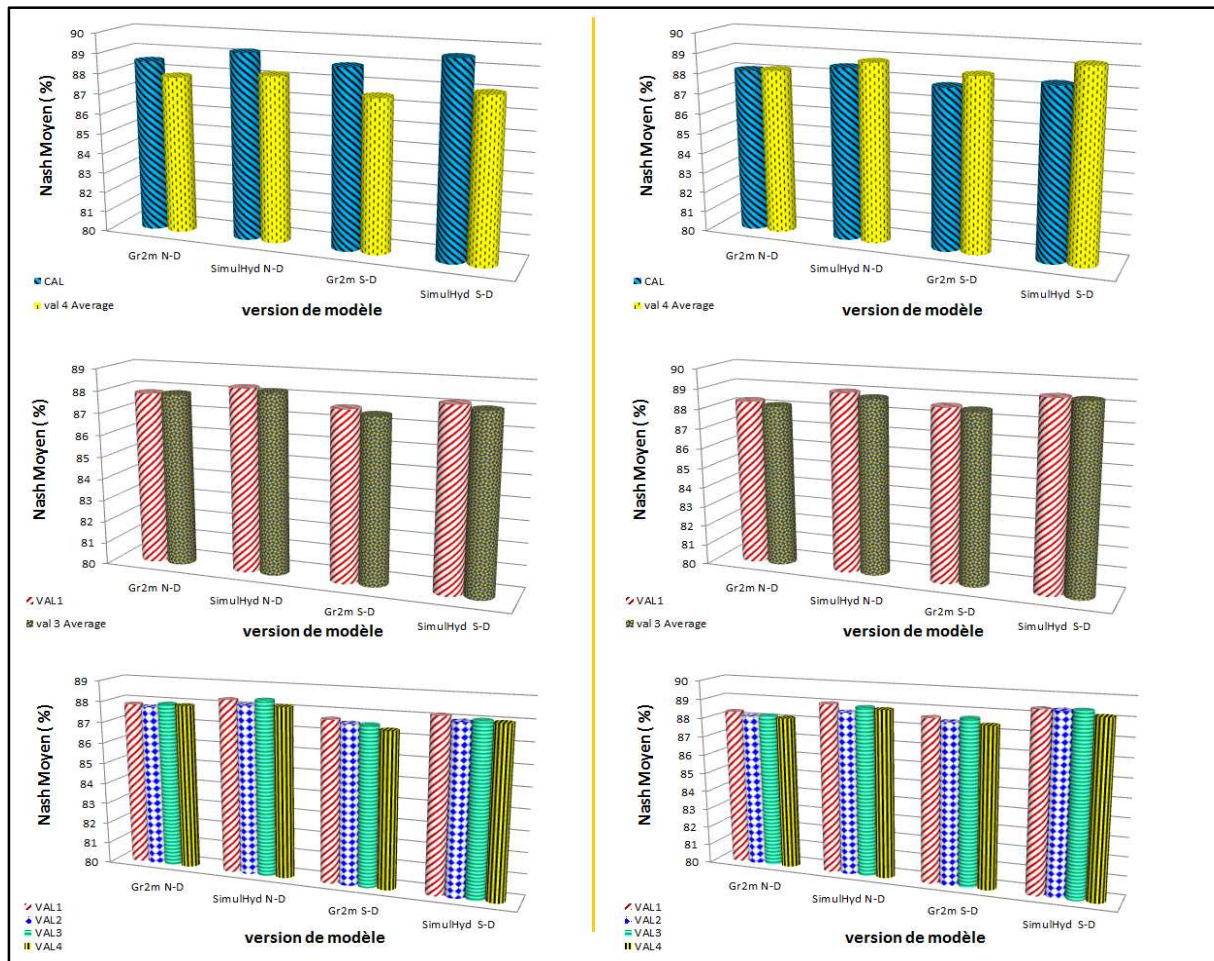 90
89
88
87
86
85
84
83
82
81
80
Nash Moyen ( %)
Gr2m N-D
SimulHyd N-D
Gr2m S-D
SimulHyd S-D
CAL
val 4 Average
version de modèle
90
89
88
87
86
85
84
83
82
81
80
Nash Moyen ( %)
Gr2m N-D
SimulHyd N-D
Gr2m S-D
SimulHyd S-D
CAL
val 4 Average
version de modèle
89
88
87
86
85
84
83
82
81
80
Nash Moyen ( %)
Gr2m N-D
SimulHyd N-D
Gr2m S-D
SimulHyd S-D
VAL1
val 3 Average
version de modèle
90
89
88
87
86
85
84
83
82
81
80
Nash Moyen ( %)
Gr2m N-D
SimulHyd N-D
Gr2m S-D
SimulHyd S-D
VAL1
val 3 Average
version de modèle
89
88
87
86
85
84
83
82
81
80
Nash Moyen ( %)
Gr2m N-D
SimulHyd N-D
Gr2m S-D
SimulHyd S-D
VAL1
VAL2
VAL3
VAL4
version de modèle
90
89
88
87
86
85
84
83
82
81
80
Nash Moyen ( %)
Gr2m N-D
SimulHyd N-D
Gr2m S-D
SimulHyd S-D
VAL1
VAL2
VAL3
VAL4
version de modèle